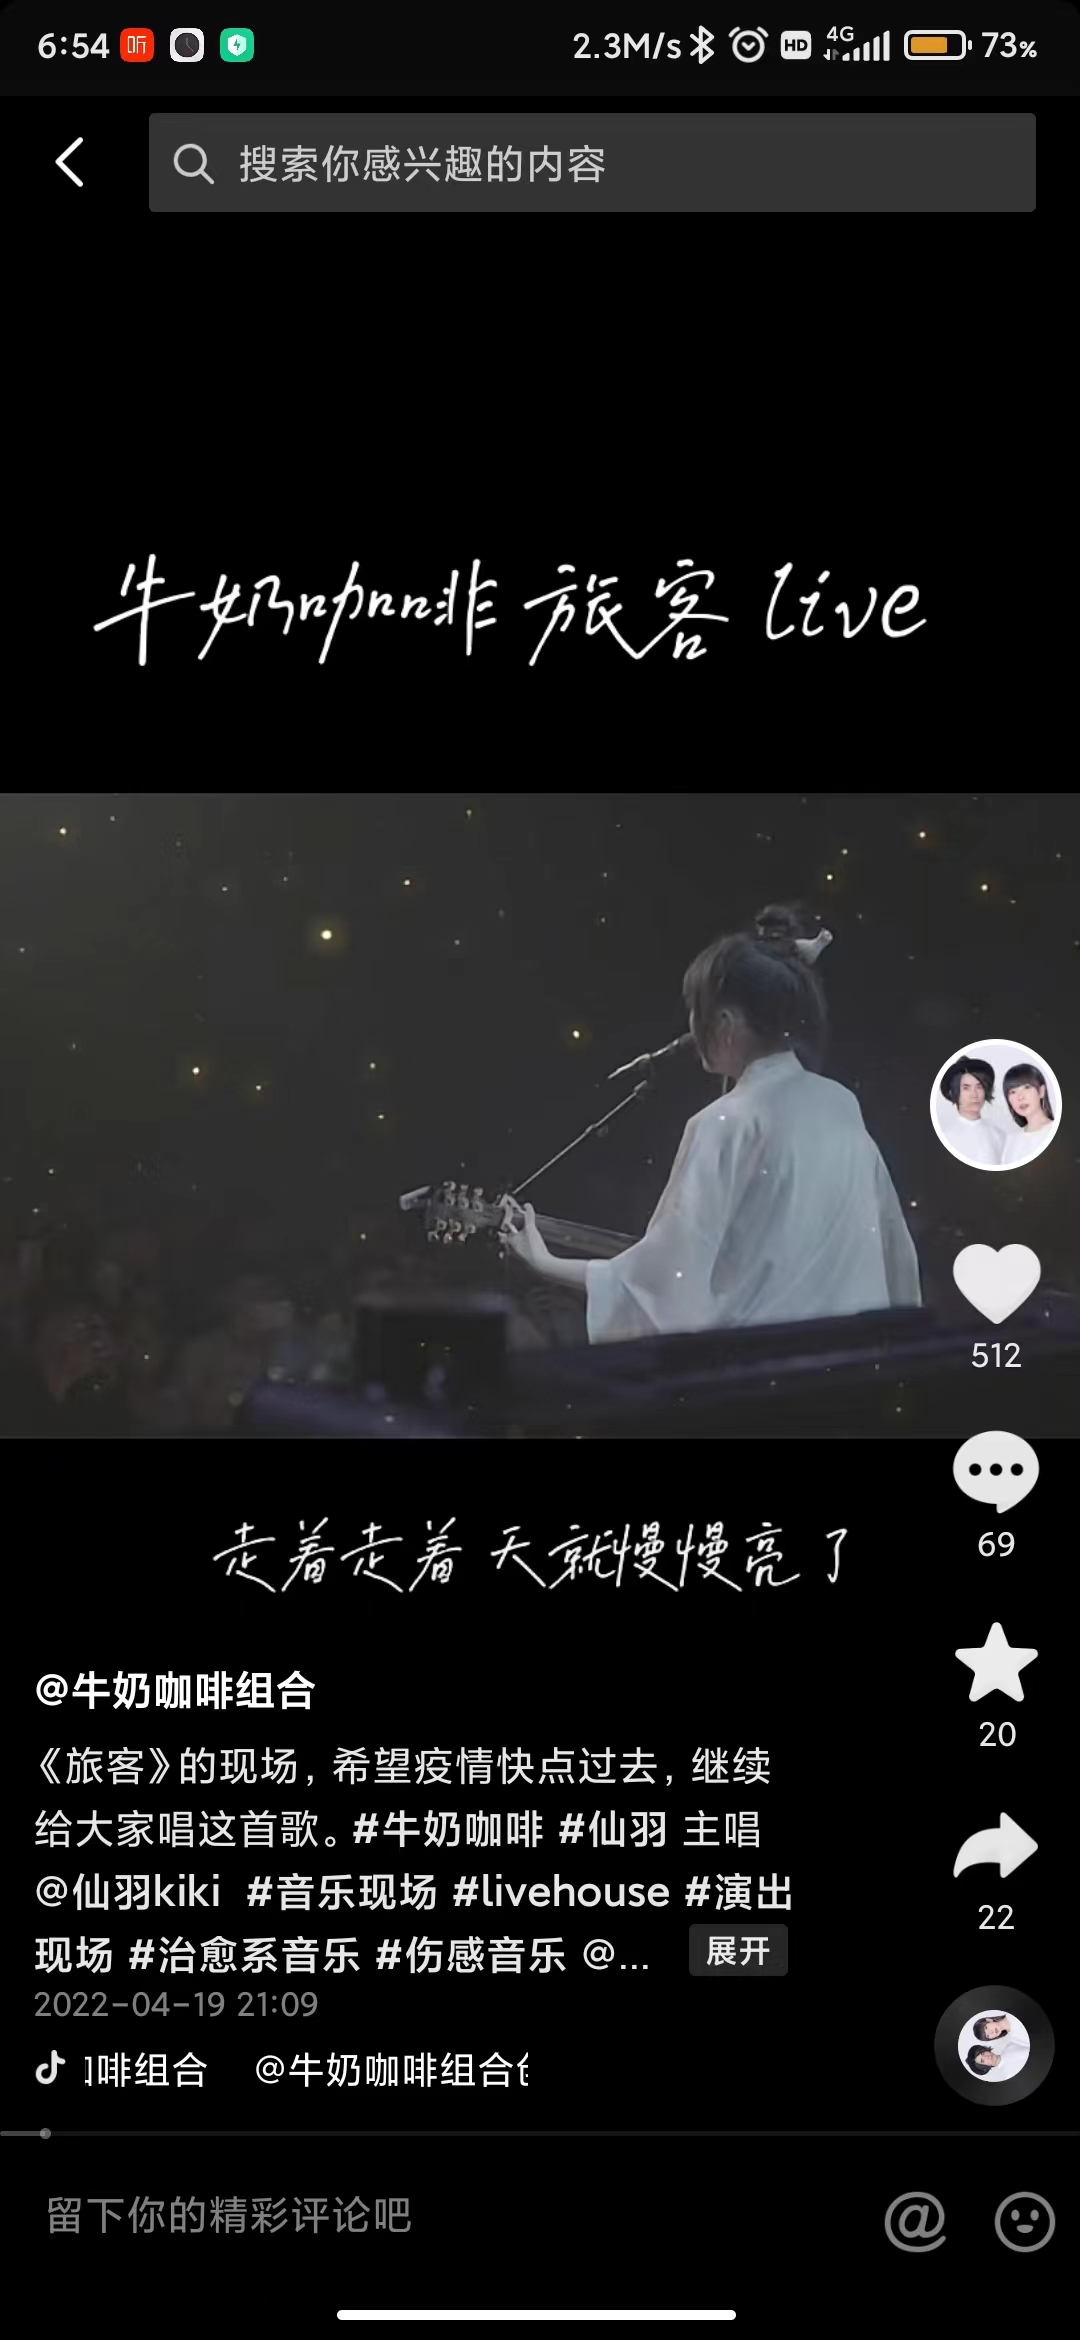 6:54 听 2.3M/s HD 4G 73%
搜索你感兴趣的内容
牛奶咖啡 旅客 live
512
69
走着走着 天就慢慢亮了
@牛奶咖啡组合
20
《旅客》的现场，希望疫情快点过去，继续
给大家唱这首歌。#牛奶咖啡 #仙羽 主唱
@仙羽kiki #音乐现场 #livehouse #演出
22
现场 #治愈系音乐 #伤感音乐 @... 展开
2022-04-19 21:09
啡组合 @牛奶咖啡组合
留下你的精彩评论吧